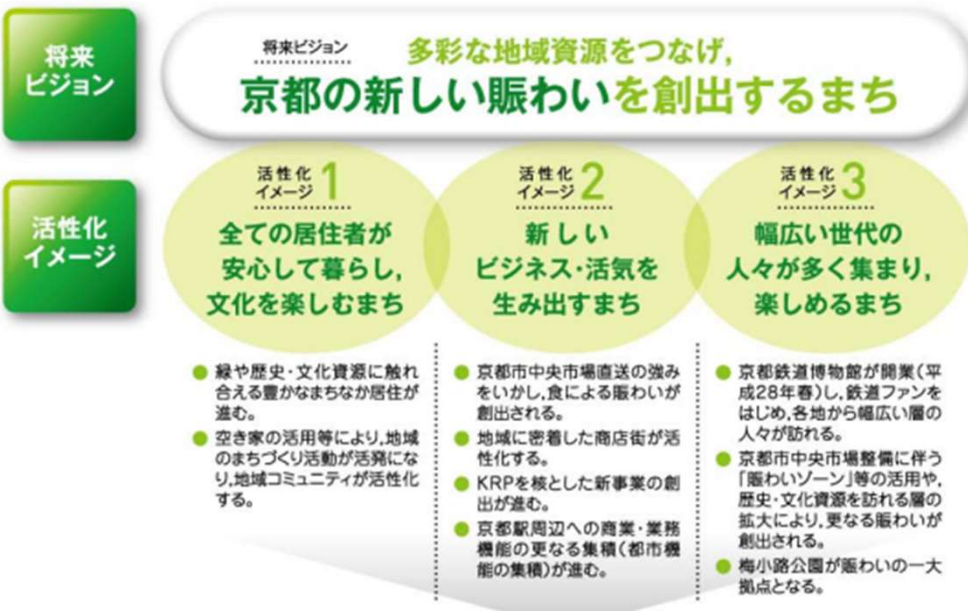 将来
ビジョン
将来ビジョン
多彩な地域資源をつなげ,
京都の新しい賑わいを創出するまち
活性化
イメージ
活性化
イメージ 1
全ての居住者が
安心して暮らし,
文化を楽しむまち
緑や歴史・文化資源に触れ
合える豊かなまちなか居住が
進む。
空き家の活用等により,地域
のまちづくり活動が活発にな
り,地域コミュニティが活性化
する。
活性化
イメージ 2
新しい
ビジネス・活気を
生み出すまち
京都市中央市場直送の強み
をいかし,食による賑わいが
創出される。
地域に密着した商店街が活
性化する。
KRPを核とした新事業の創
出が進む。
京都駅周辺への商業・業務
機能の更なる集積(都市機
能の集積)が進む。
活性化
イメージ 3
幅広い世代の
人々が多く集まり,
楽しめるまち
京都鉄道博物館が開業(平
成28年春)し,鉄道ファンを
はじめ,各地から幅広い層の
人々が訪れる。
京都市中央市場整備に伴う
「賑わいゾーン」等の活用や,
歴史・文化資源を訪れる層の
拡大により,更なる賑わいが
創出される。
梅小路公園が賑わいの一大
拠点となる。